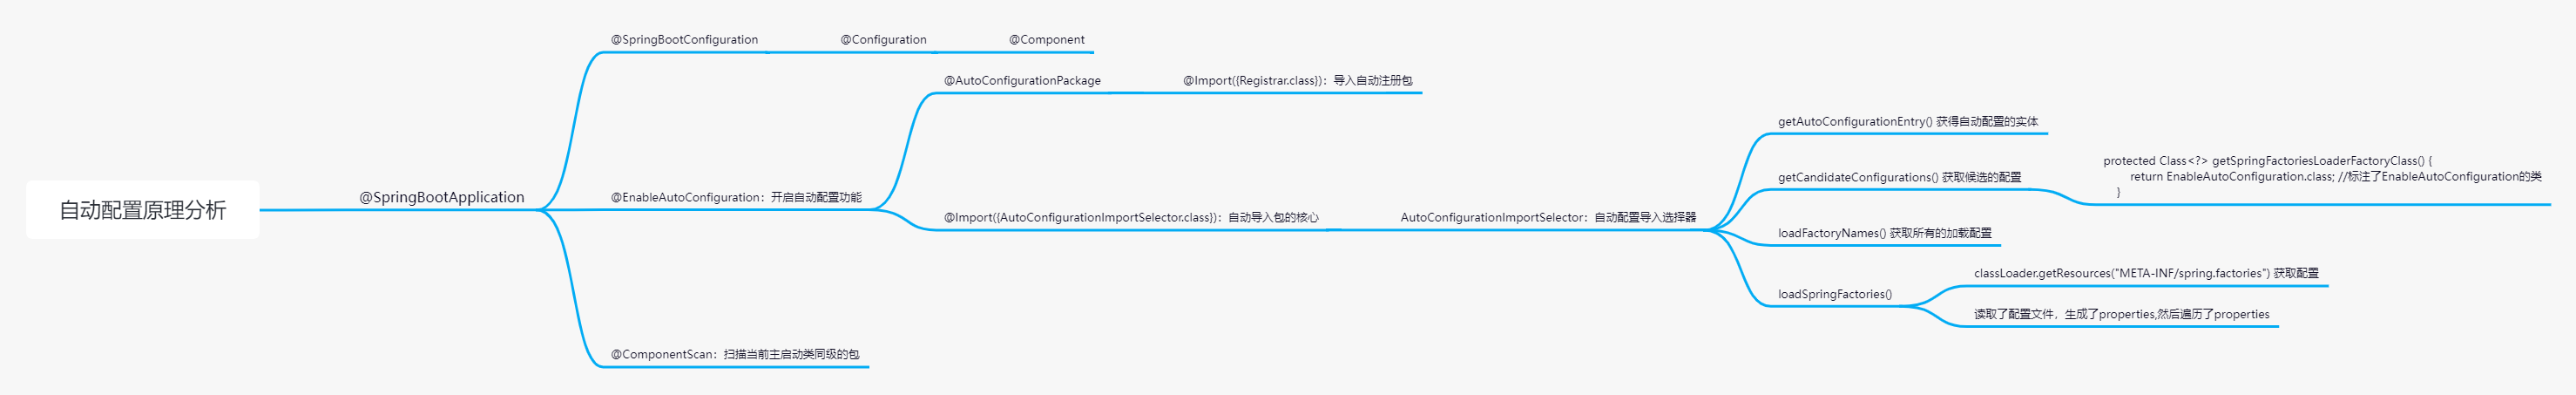 自动配置原理分析
@SpringBootApplication
@SpringBootConfiguration
@Configuration
@Component
@EnableAutoConfiguration：开启自动配置功能
@AutoConfigurationPackage
@Import({Registrar.class})：导入自动注册包
@Import({AutoConfigurationImportSelector.class})：自动导入包的核心
AutoConfigurationImportSelector：自动配置导入选择器
getAutoConfigurationEntry() 获得自动配置的实体
getCandidateConfigurations() 获取候选的配置
protected Class<?> getSpringFactoriesLoaderFactoryClass() {
return EnableAutoConfiguration.class; //标注了EnableAutoConfiguration的类
}
loadFactoryNames() 获取所有的加载配置
loadSpringFactories()
classLoader.getResources("META-INF/spring.factories") 获取配置
读取了配置文件，生成了properties,然后遍历了properties
@ComponentScan：扫描当前主启动类同级的包